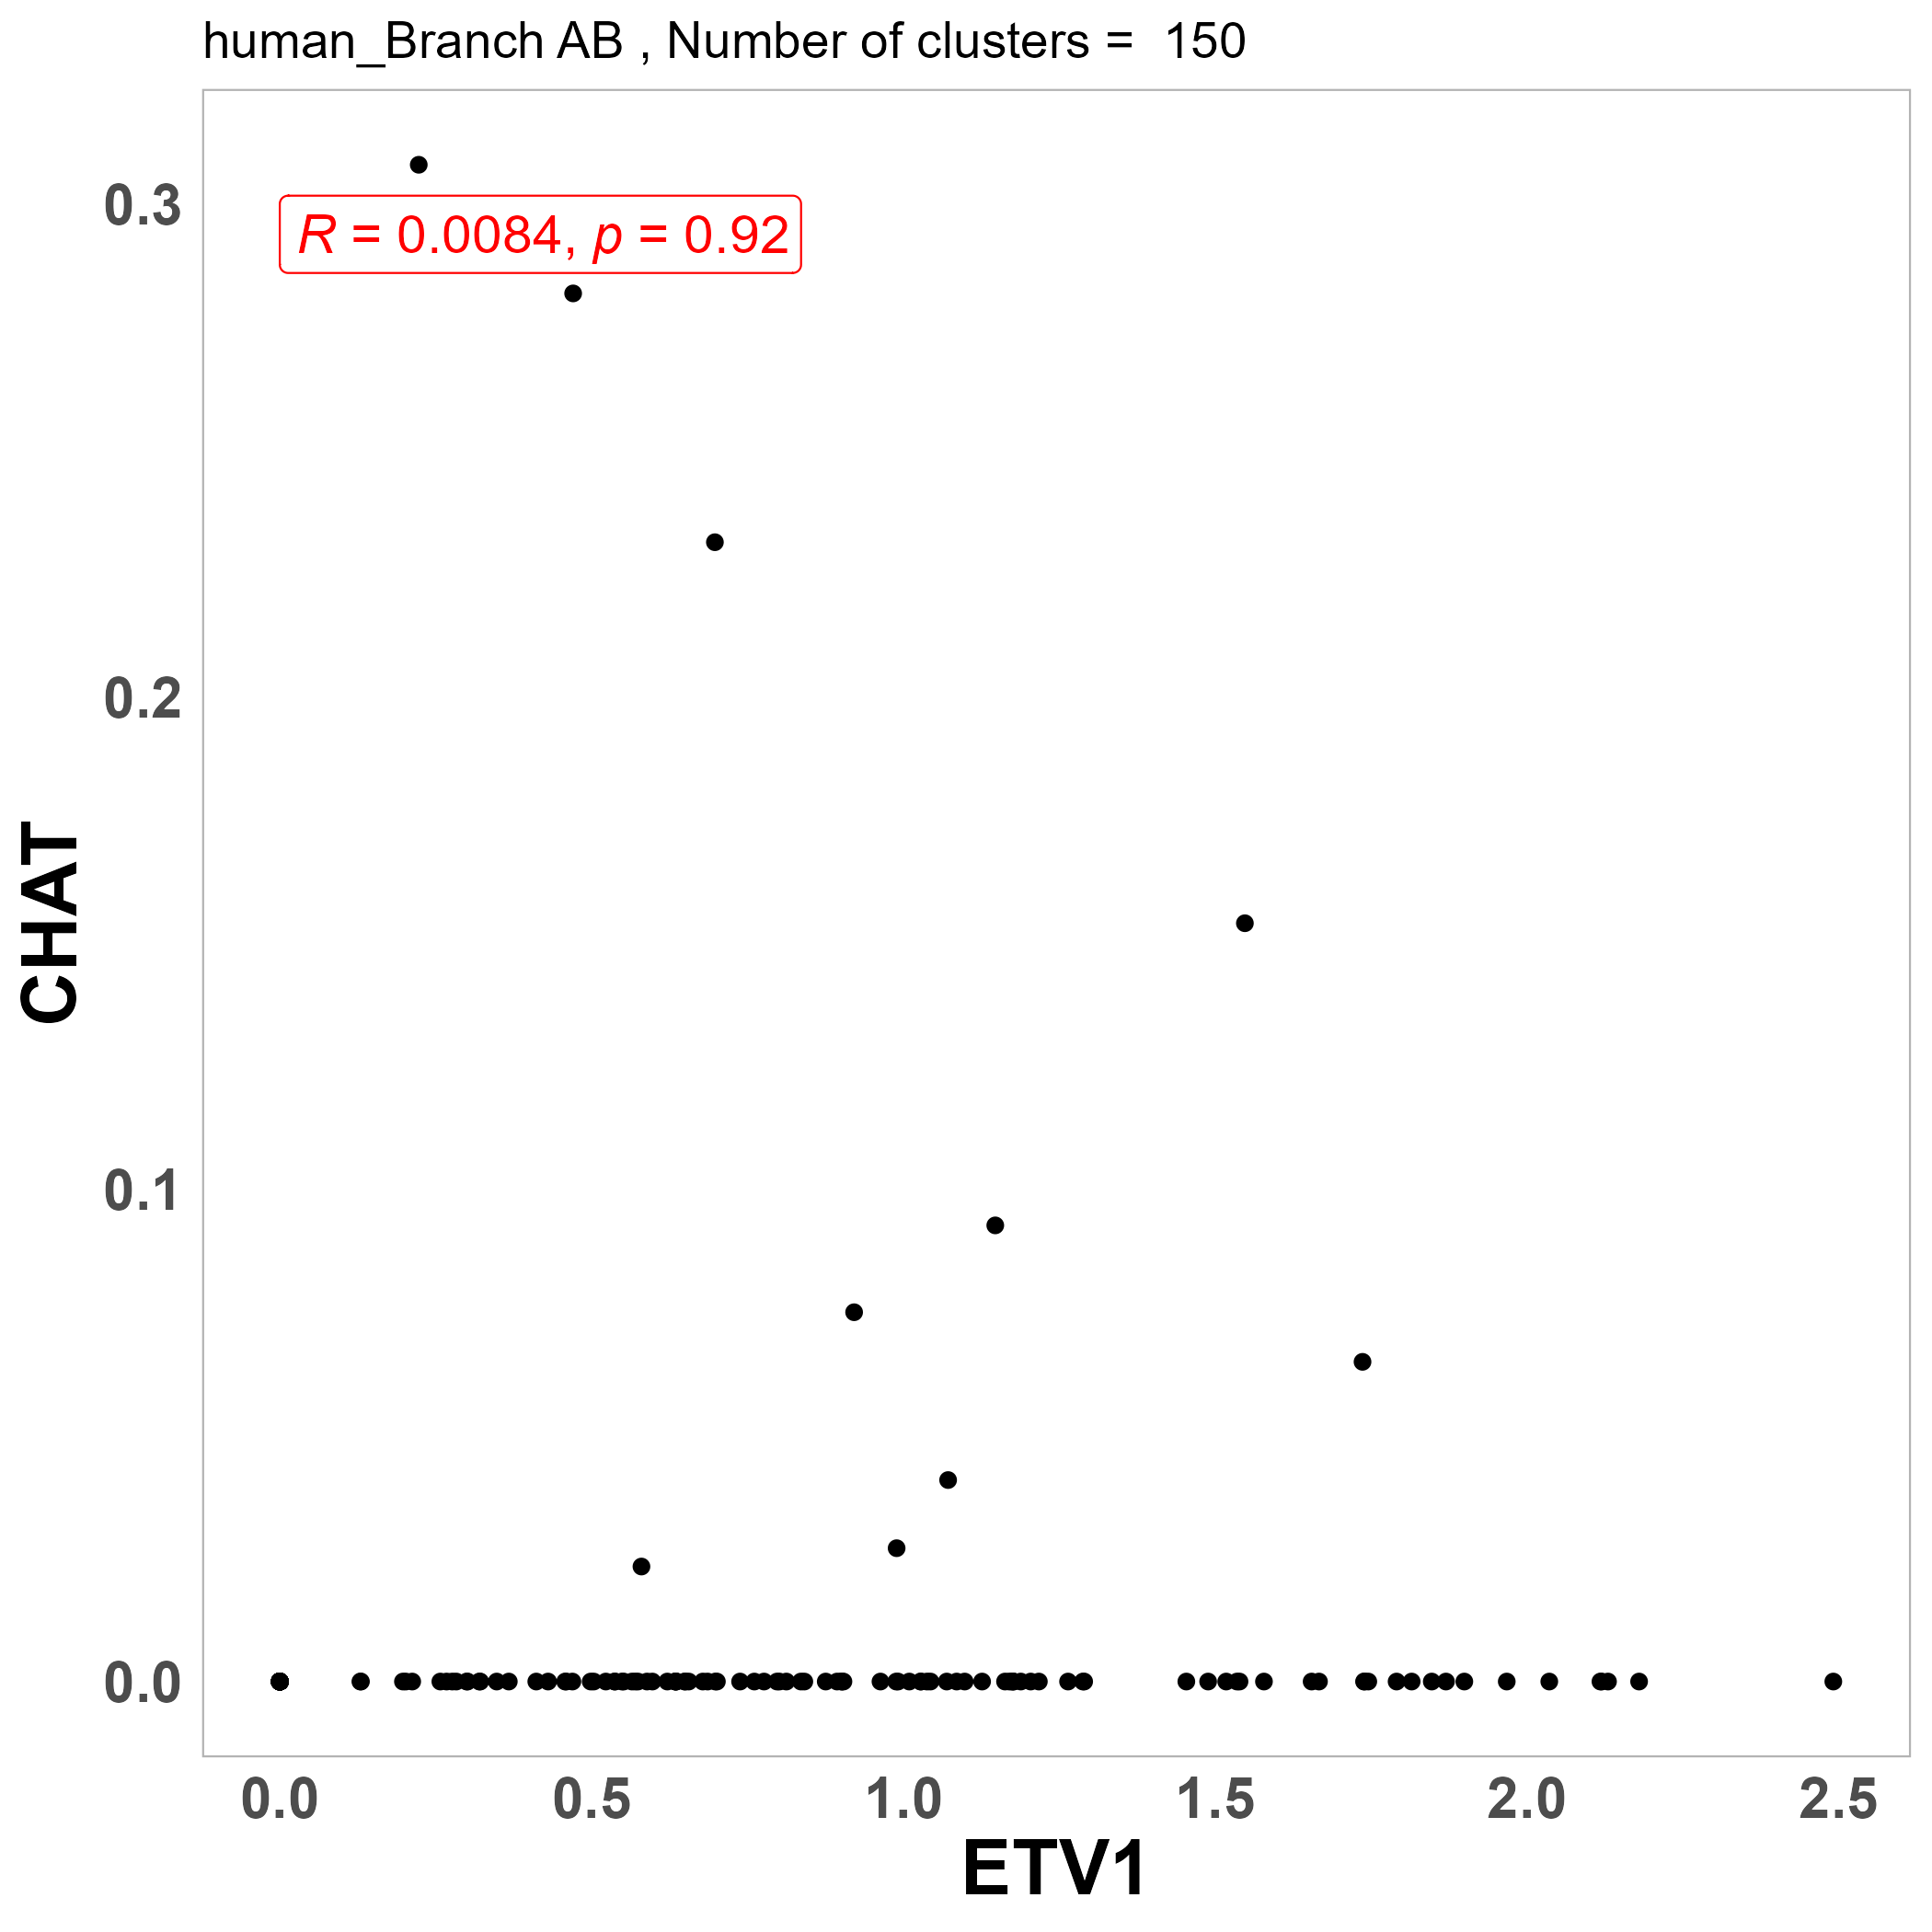 human_Branch AB , Number of clusters =  150
0.3
R = 0.0084, p = 0.92
0.2
CHAT
0.1
0.0
0.0 0.5 1.0 1.5 2.0 2.5
ETV1